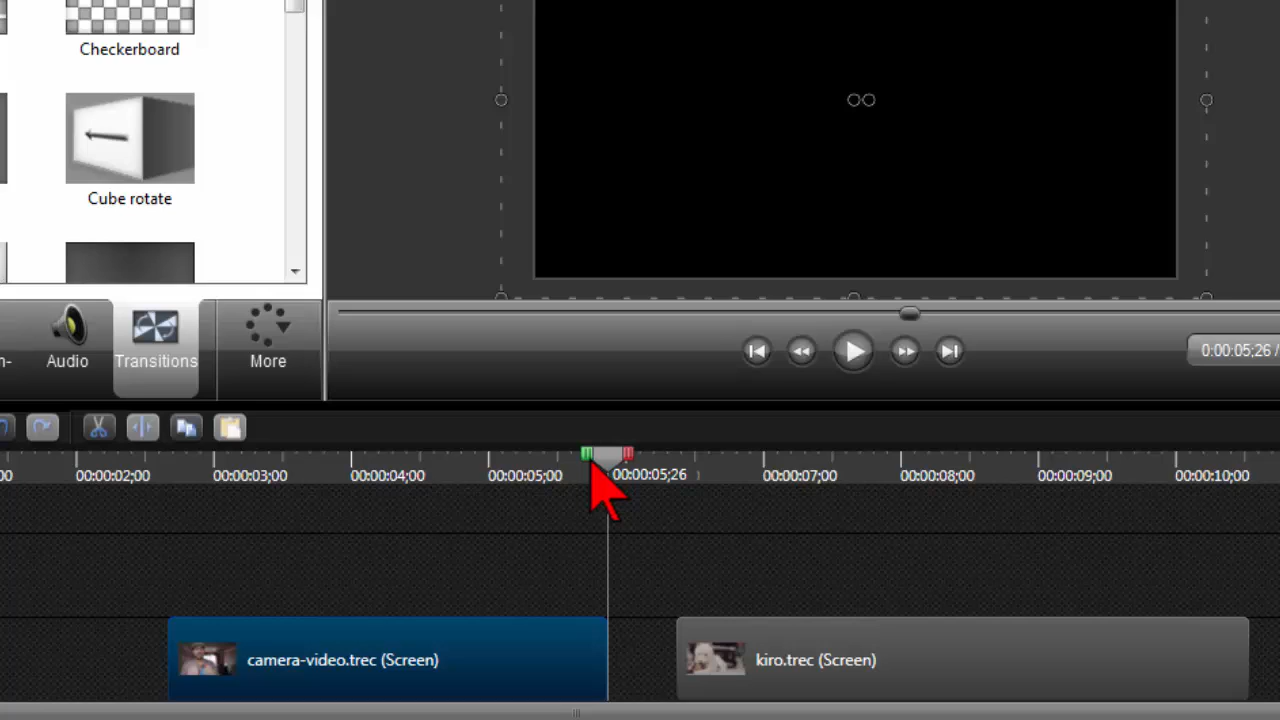 Checkerboard
Cube rotate
n-
Audio
Transitions
More
0:00:05;26 /
00
00:00:02;00
00:00:03;00
00:00:04;00
00:00:05;00
00:00:05;26
00:00:07;00
00:00:08;00
00:00:09;00
00:00:10;00
camera-video.trec (Screen)
kiro.trec (Screen)